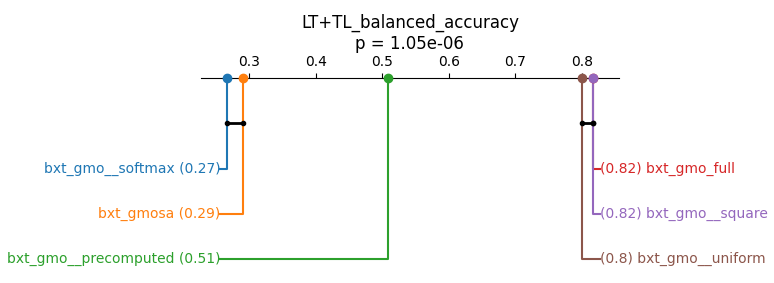 LT+TL_balanced_accuracy
p = 1.05e-06
0.3 0.4 0.5 0.6 0.7 0.8
bxt_gmo__softmax (0.27)
(0.82) bxt_gmo_full
bxt_gmosa (0.29)
(0.82) bxt_gmo__square
bxt_gmo__precomputed (0.51)
(0.8) bxt_gmo__uniform